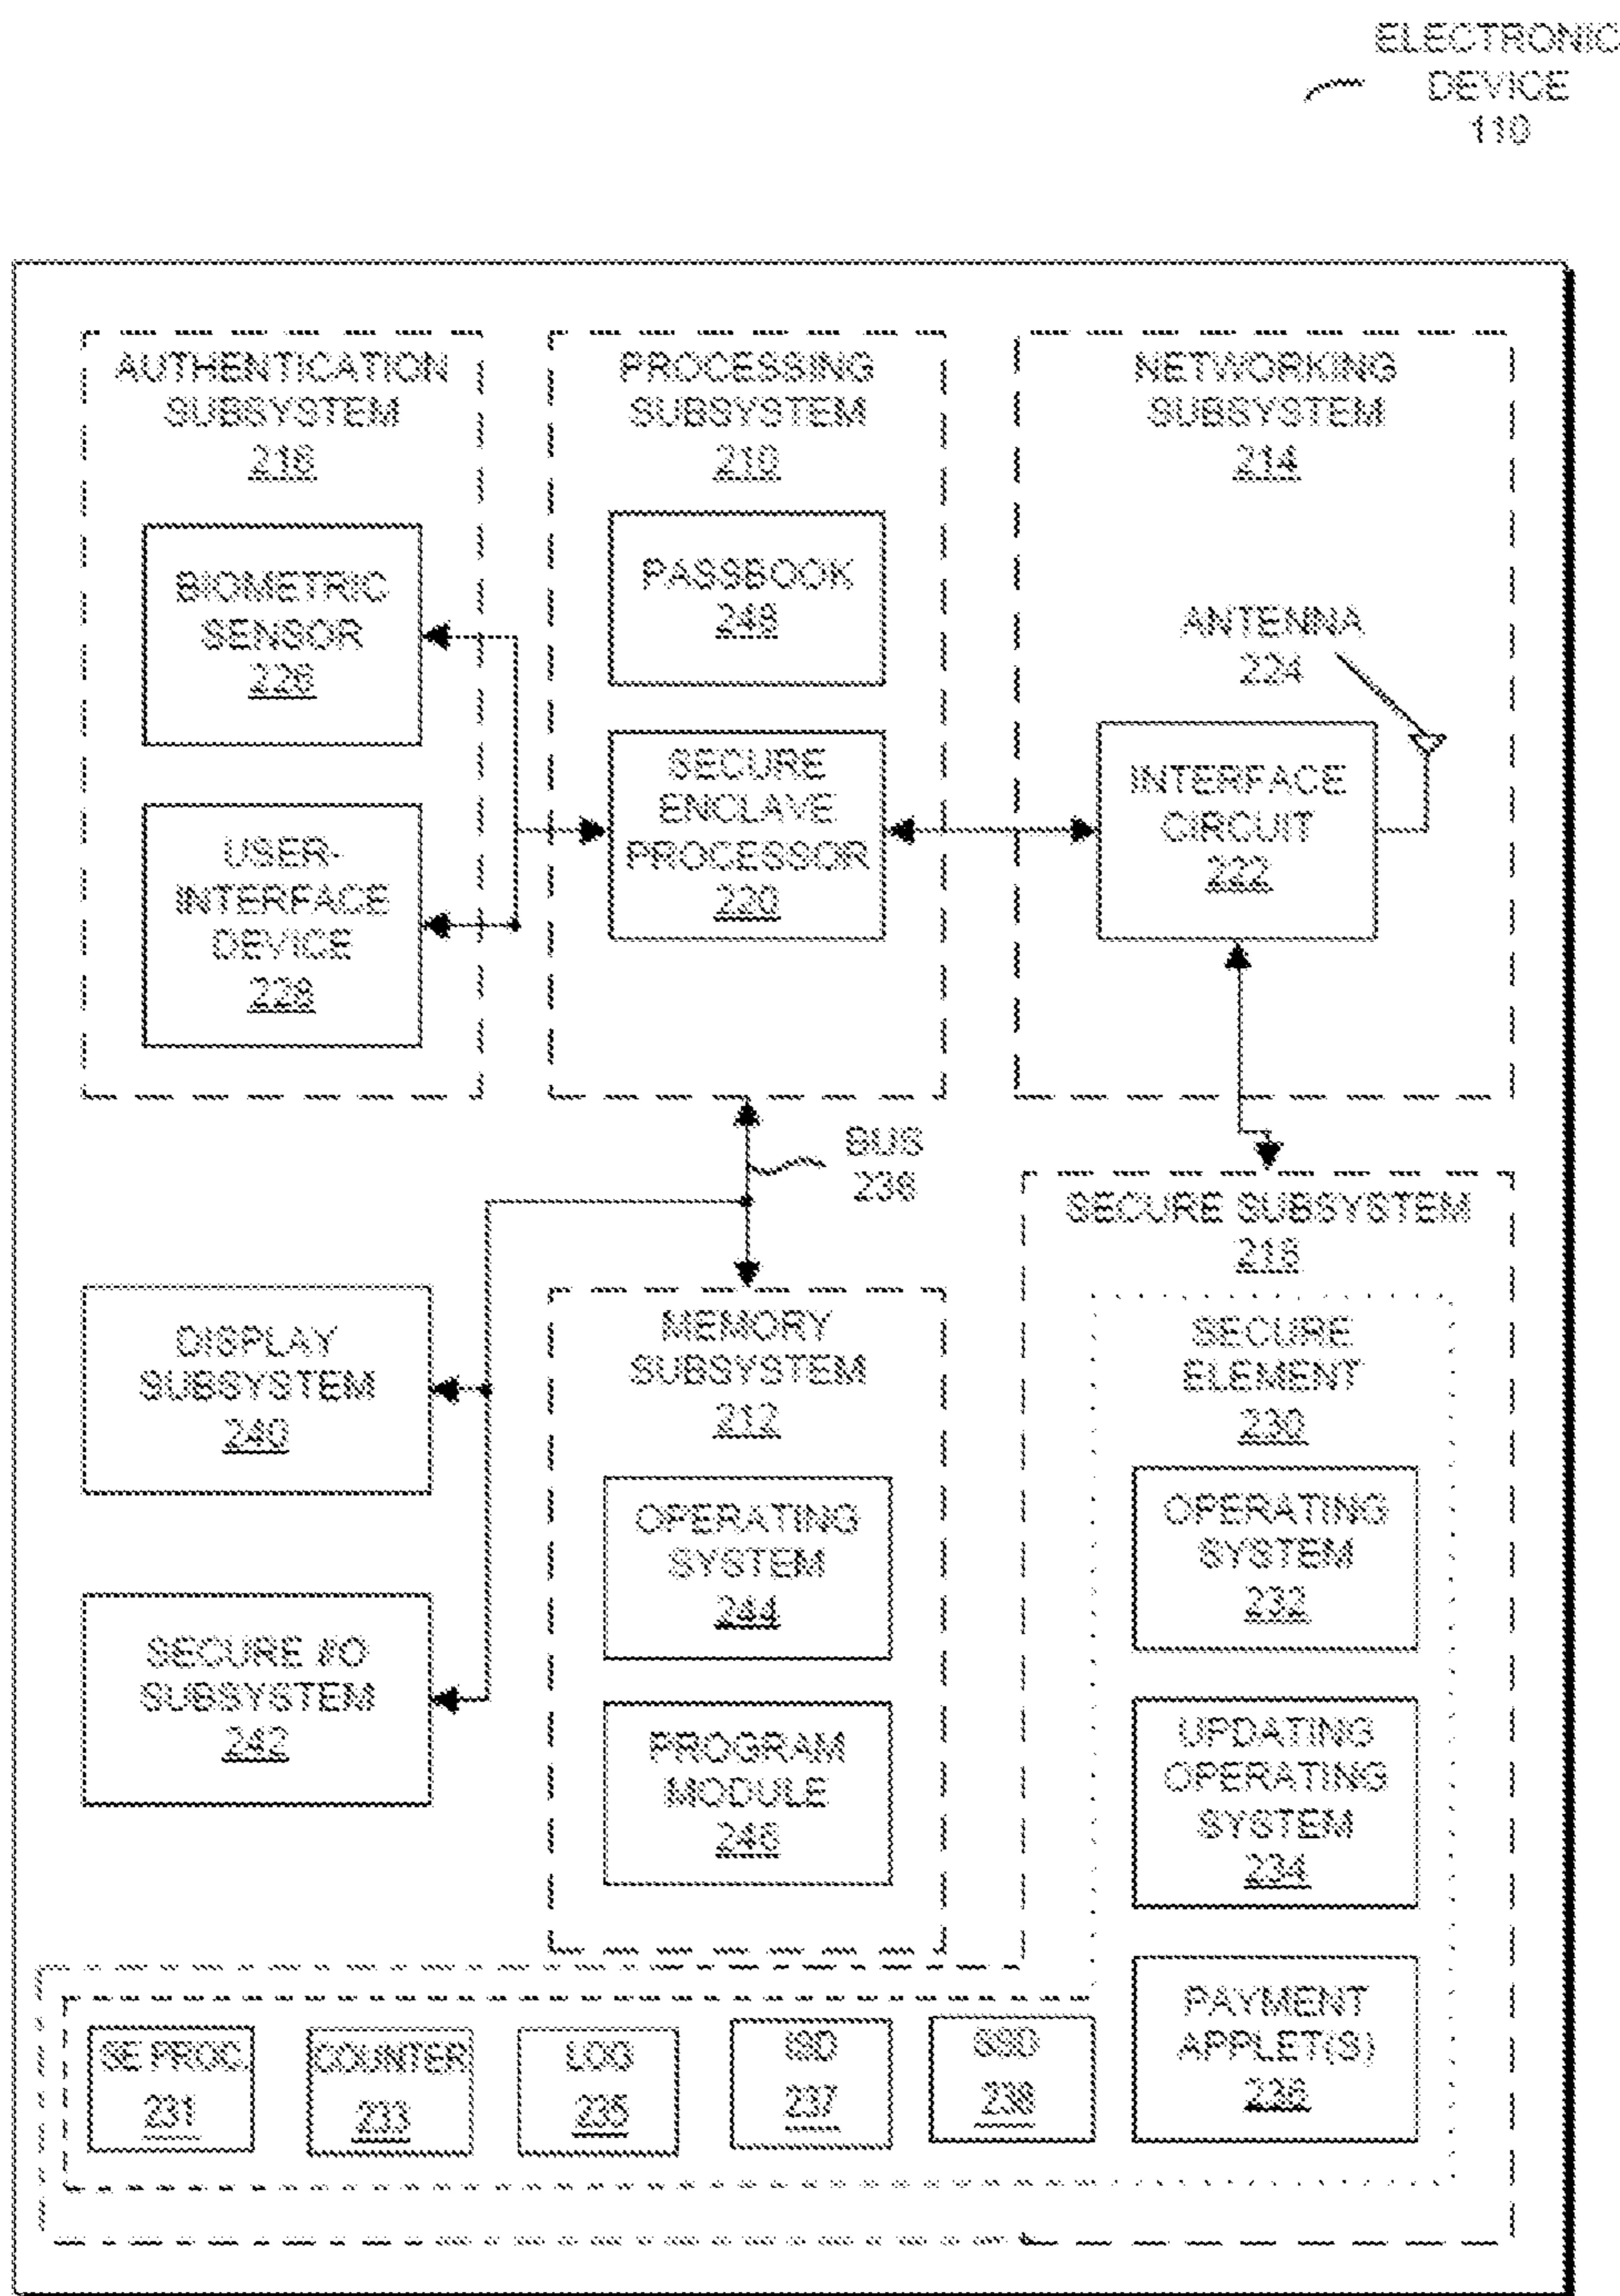 ELECTRONIC
DEVICE
110
AUTHENTICATION
SUBSYSTEM
216
BIOMETRIC
SENSOR
226
USER-
INTERFACE
DEVICE
228
PROCESSING
SUBSYSTEM
210
PASSBOOK
248
SECURE
ENCLAVE
PROCESSOR
220
NETWORKING
SUBSYSTEM
214
ANTENNA
224
INTERFACE
CIRCUIT
222
BUS
DISPLAY
SUBSYSTEM
240
SECURE I/O
SUBSYSTEM
242
MEMORY
SUBSYSTEM
212
OPERATING
SYSTEM
244
PROGRAM
MODULE
246
SECURE SUBSYSTEM
218
SECURE
ELEMENT
230
OPERATING
SYSTEM
232
UPDATING
OPERATING
SYSTEM
234
PAYMENT
APPLET(S)
236
SE PROC.
231
COUNTER
233
LOG
235
ISD
237
SSD